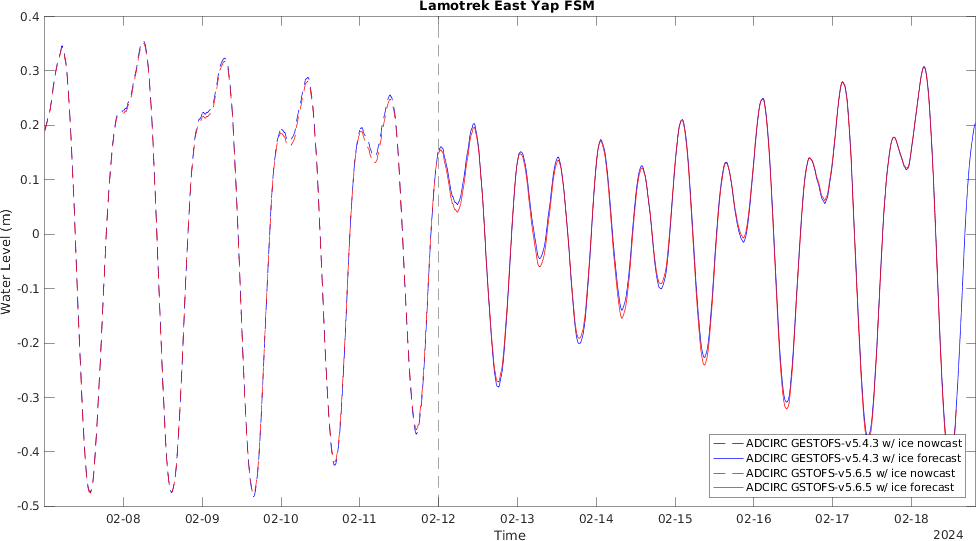 Lamotrek East Yap FSM
0.4
0.3
0.2
0.1
0
-0.1
-0.2
-0.3
-0.4
-0.5
Water Level (m)
ADCIRC GESTOFS-v5.4.3 w/ ice nowcast
ADCIRC GESTOFS-v5.4.3 w/ ice forecast
ADCIRC GSTOFS-v5.6.5 w/ ice nowcast
ADCIRC GSTOFS-v5.6.5 w/ ice forecast
02-08 02-09 02-10 02-11 02-12 02-13 02-14 02-15 02-16 02-17 02-18
Time
2024